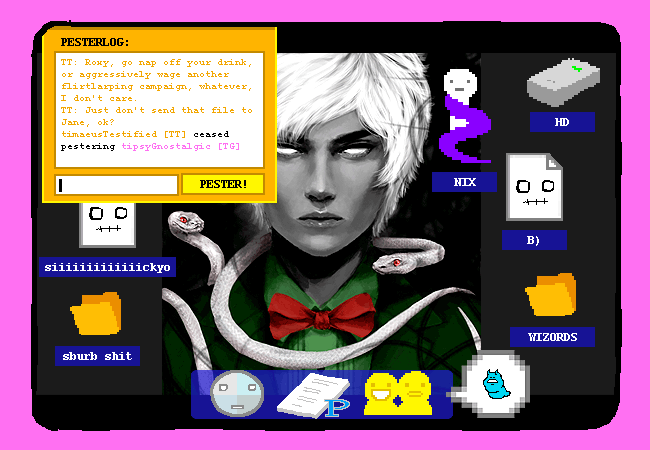 PESTERLOG:
TT: Roxy, go nap off your drink,
or aggressively wage another
flirtlarping campaign, whatever,
I don't care.
TT: Just don't send that file to
Jane, ok?
timaeusTestified [TT] ceased
pestering tipsyGnostalgic [TG]
PESTER!
HD
NIX
B)
siiiiiiiiiiiiickyo
WIZORDS
sburb shit
P